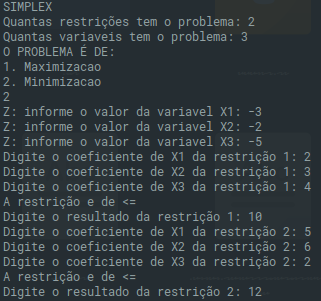 SIMPLEX
Quantas restrições tem o problema: 2
Quantas variaveis tem o problema: 3
O PROBLEMA É DE:
1. Maximizacao
2. Minimizacao
2
Z: informe o valor da variavel X1: -3
Z: informe o valor da variavel X2: -2
Z: informe o valor da variavel X3: -5
Digite o coeficiente de X1 da restrição 1: 2
Digite o coeficiente de X2 da restrição 1: 3
Digite o coeficiente de X3 da restrição 1: 4
A restrição e de <=
Digite o resultado da restrição 1: 10
Digite o coeficiente de X1 da restrição 2: 5
Digite o coeficiente de X2 da restrição 2: 6
Digite o coeficiente de X3 da restrição 2: 2
A restrição e de <=
Digite o resultado da restrição 2: 12